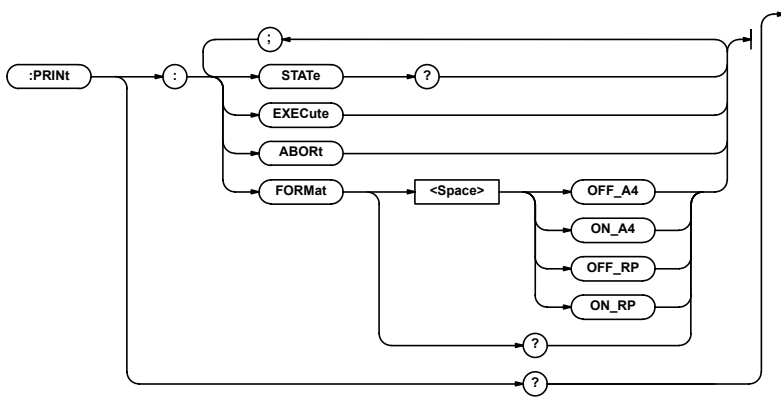 ;
:PRINt : STATe ?
EXECute
ABORt
FORMat <Space> OFF_A4
ON_A4
OFF_RP
ON_RP
?
?